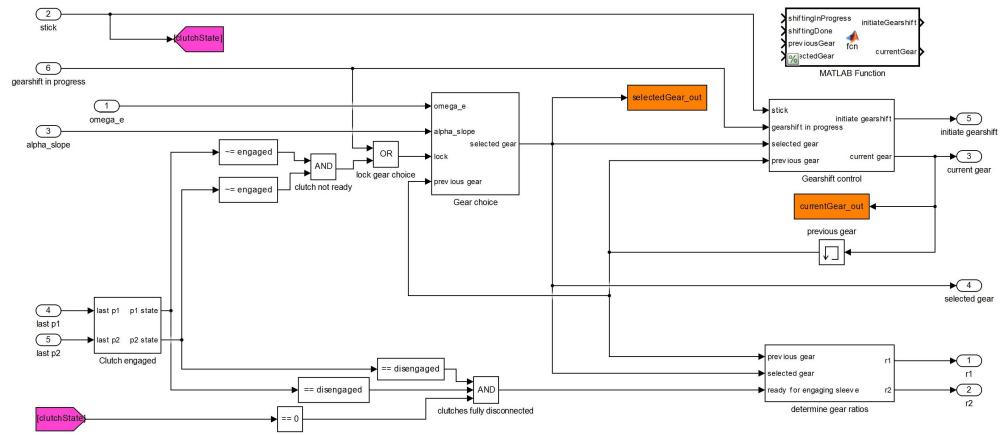 2
stick
[clutchState]
6
gearshift in progress
1
omega_e
3
alpha_slope
~= engaged
~= engaged
AND
clutch not ready
OR
lock gear choice
omega_e
alpha_slope
lock
previous gear
selected gear
Gear choice
selectedGear_out
shiftingInProgress
shiftingDone
previousGear
initiateGearshift
currentGear
fcn
MATLAB Function
stick
gearshift in progress
selected gear
previous gear
initiate gearshift
current gear
Gearshift control
5
initiate gearshift
3
current gear
currentGear_out
previous gear
4
selected gear
4
last p1
5
last p2
last p1
last p2
p1 state
p2 state
Clutch engaged
== disengaged
== disengaged
AND
clutches fully disconnected
[clutchState]
== 0
previous gear
selected gear
ready for engaging sleeve
r1
r2
determine gear ratios
1
r1
2
r2